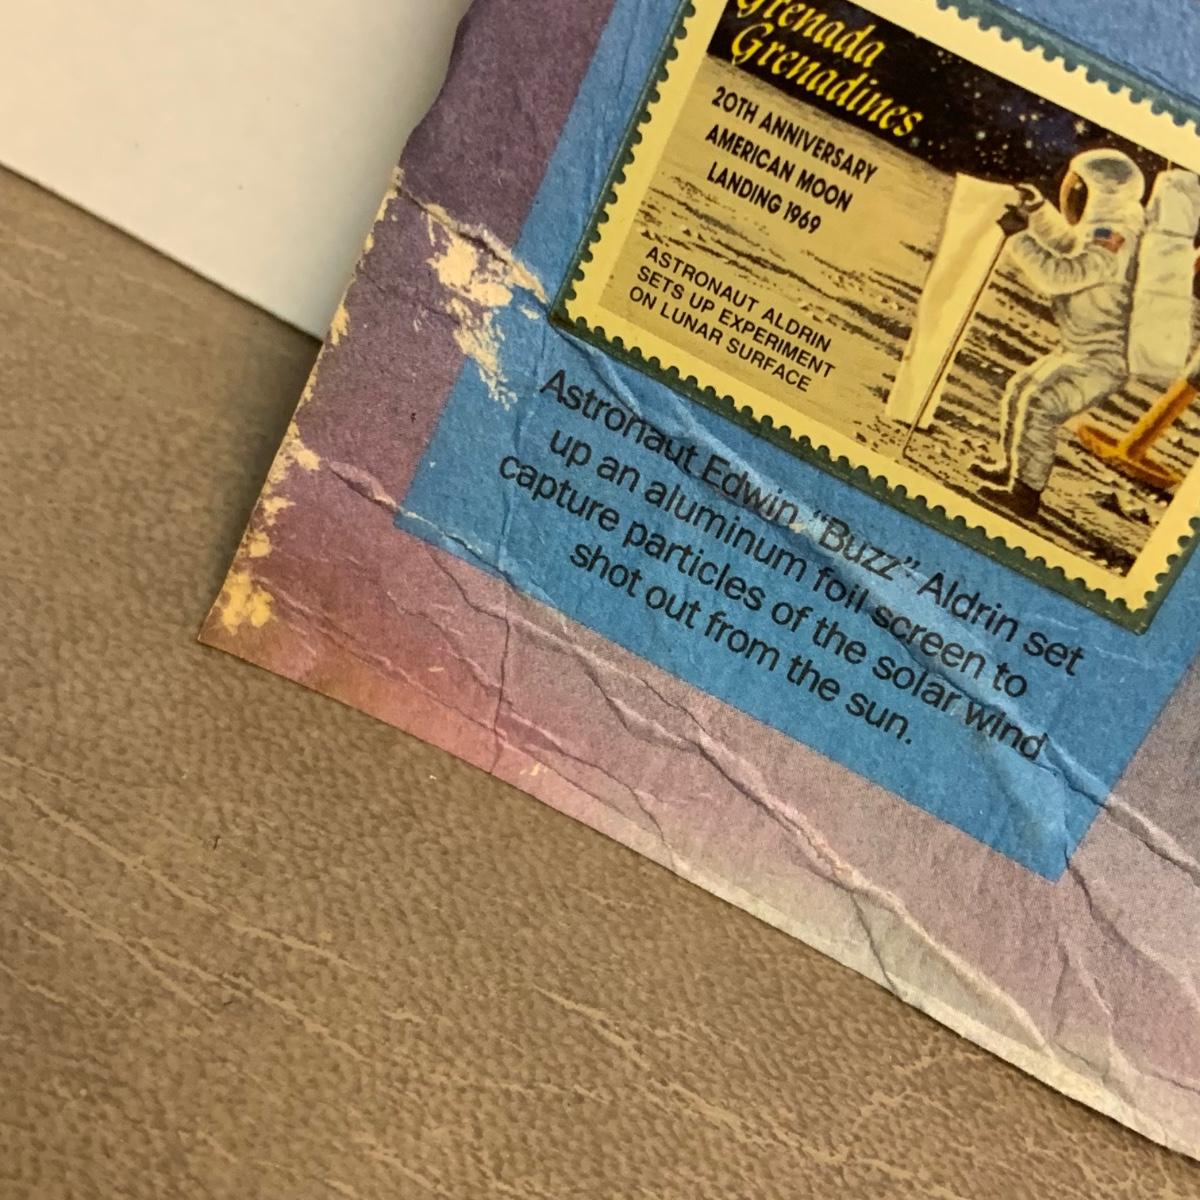 Grenada
Grenadines
20TH ANNIVERSARY
AMERICAN MOON
LANDING 1969
ASTRONAUT ALDRIN
SETS UP EXPERIMENT
ON LUNAR SURFACE
Astronaut Edwin "Buzz" Aldrin set
up an aluminum foil screen to
capture particles of the solar wind
shot out from the sun.